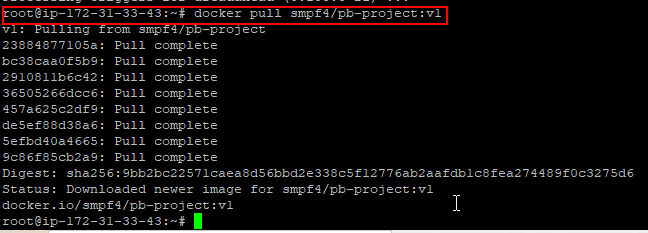 root@ip-172-31-33-43:~# docker pull smpf4/pb-project:v1
v1: Pulling from smpf4/pb-project
23884877105a: Pull complete
bc38caa0f5b9: Pull complete
2910811b6c42: Pull complete
36505266dcc6: Pull complete
457a625c2df9: Pull complete
de5ef88d38a6: Pull complete
5efbd40a4665: Pull complete
9c86f85cb2a9: Pull complete
Digest: sha256:9bb2bc22571caea8d56bbd2e338c5f12776ab2aafdb1c8fea274489f0c3275d6
Status: Downloaded newer image for smpf4/pb-project:v1
docker.io/smpf4/pb-project:v1
root@ip-172-31-33-43:~#